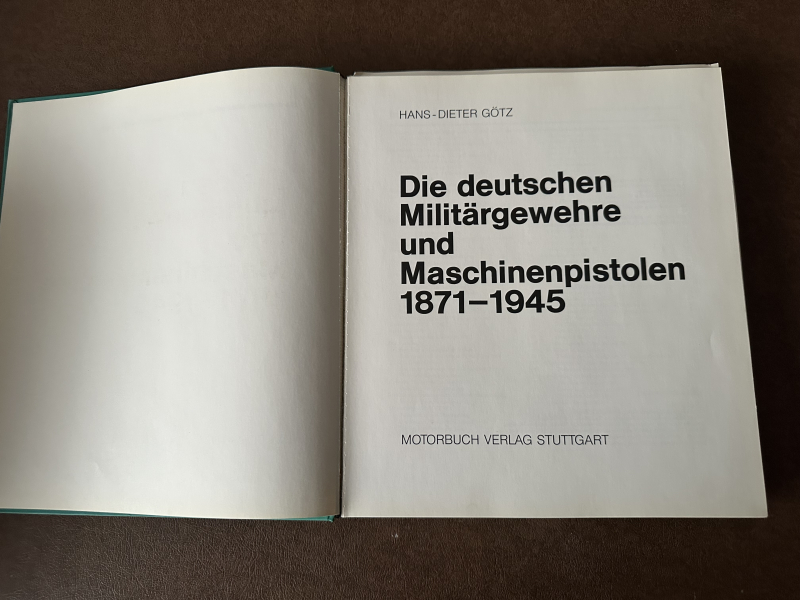 HANS-DIETER GÖTZ
Die deutschen
Militärgewehre
und
Maschinenpistolen
1871–1945
MOTORBUCH VERLAG STUTTGART